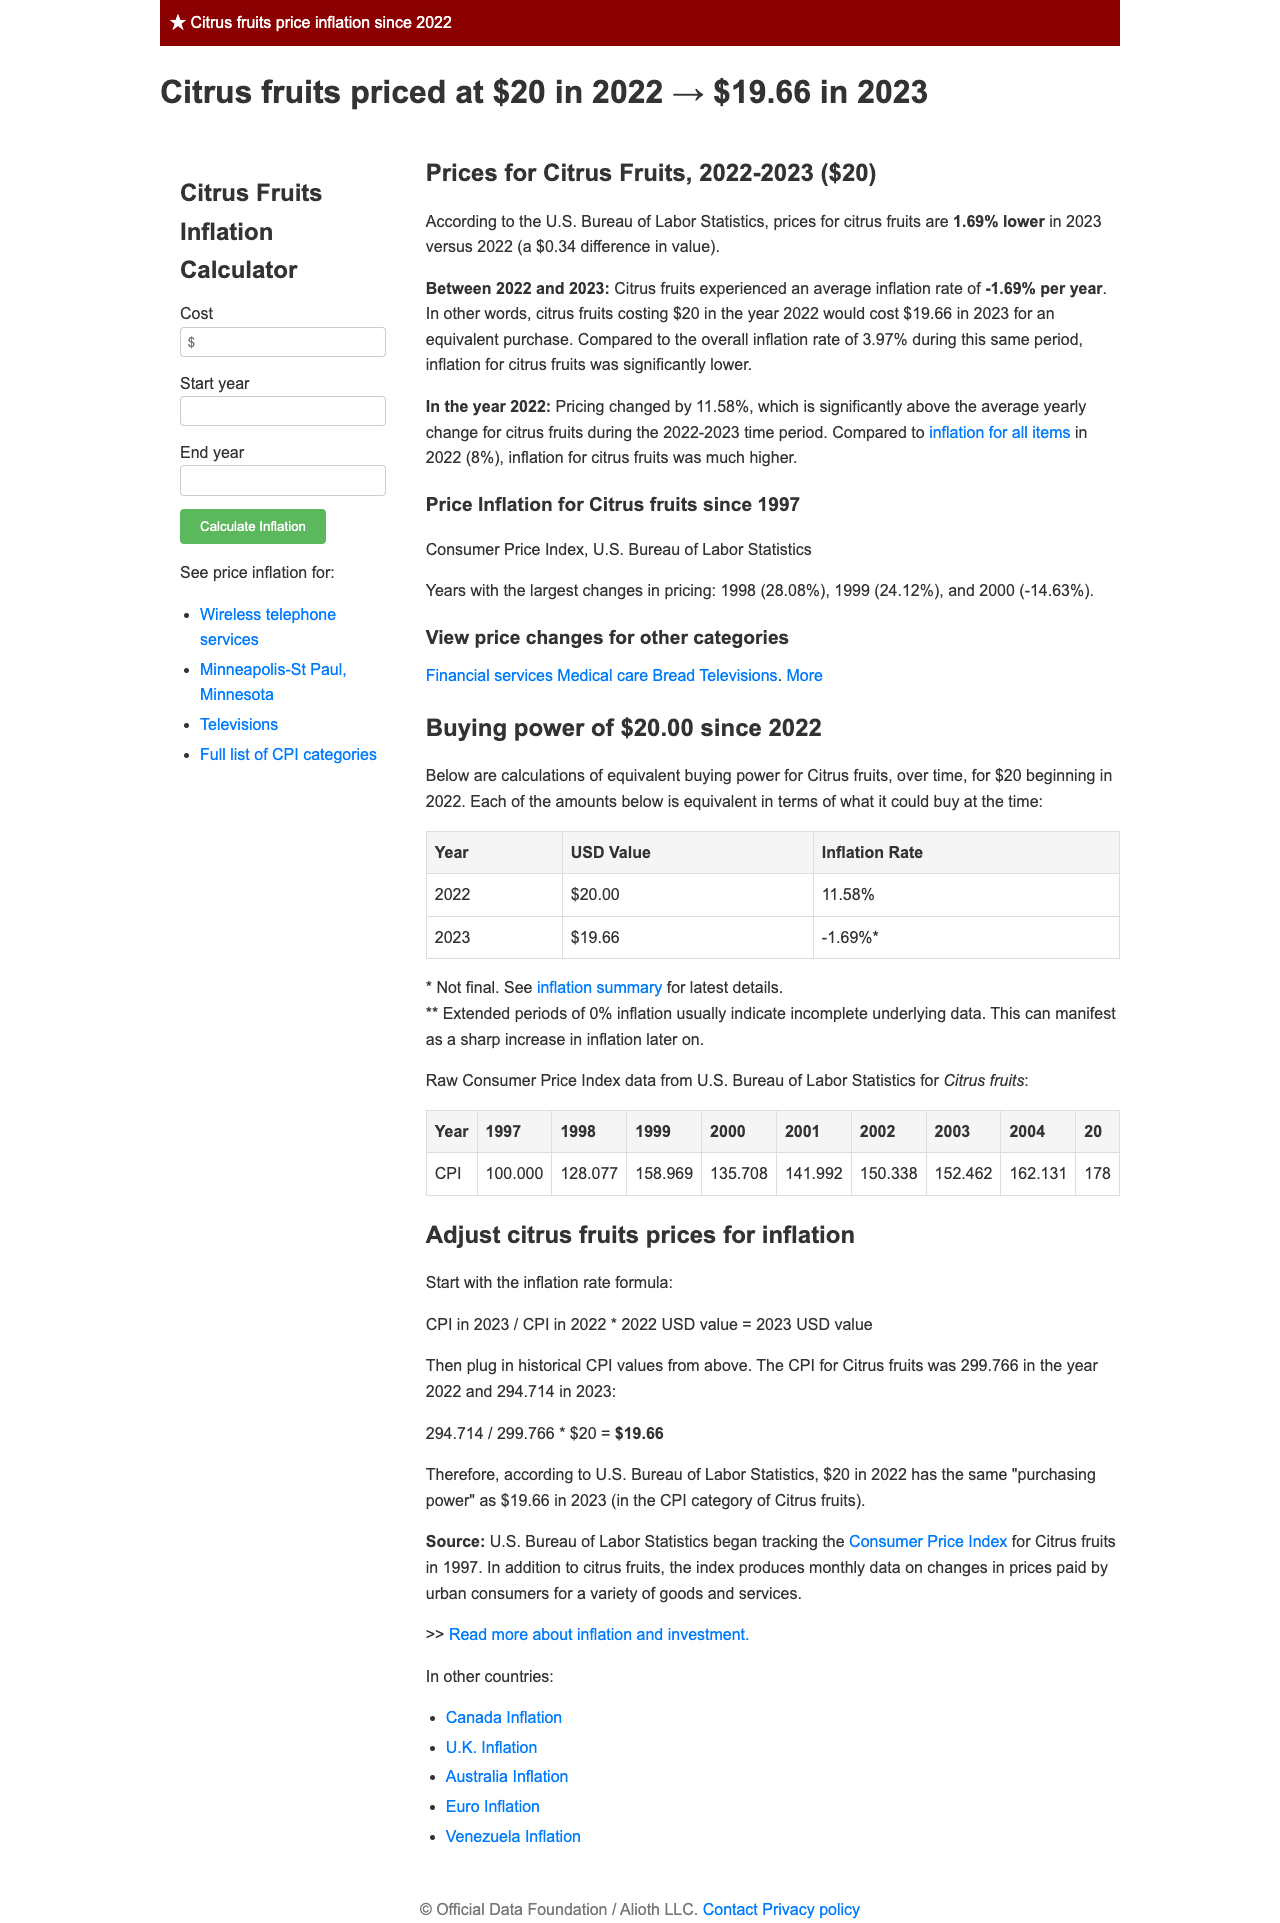 ★ Citrus fruits price inflation since 2022
Citrus fruits priced at $20 in 2022 → $19.66 in 2023
Citrus Fruits
Inflation
Calculator
Cost
$
Start year
End year
Calculate Inflation
See price inflation for:
• Wireless telephone
services
• Minneapolis-St Paul,
Minnesota
• Televisions
• Full list of CPI categories
Prices for Citrus Fruits, 2022-2023 ($20)
According to the U.S. Bureau of Labor Statistics, prices for citrus fruits are 1.69% lower in 2023
versus 2022 (a $0.34 difference in value).
Between 2022 and 2023: Citrus fruits experienced an average inflation rate of -1.69% per year.
In other words, citrus fruits costing $20 in the year 2022 would cost $19.66 in 2023 for an
equivalent purchase. Compared to the overall inflation rate of 3.97% during this same period,
inflation for citrus fruits was significantly lower.
In the year 2022: Pricing changed by 11.58%, which is significantly above the average yearly
change for citrus fruits during the 2022-2023 time period. Compared to inflation for all items in
2022 (8%), inflation for citrus fruits was much higher.
Price Inflation for Citrus fruits since 1997
Consumer Price Index, U.S. Bureau of Labor Statistics
Years with the largest changes in pricing: 1998 (28.08%), 1999 (24.12%), and 2000 (-14.63%).
View price changes for other categories
Financial services Medical care Bread Televisions. More
Buying power of $20.00 since 2022
Below are calculations of equivalent buying power for Citrus fruits, over time, for $20 beginning in
2022. Each of the amounts below is equivalent in terms of what it could buy at the time:
Year USD Value Inflation Rate
2022 $20.00 11.58%
2023 $19.66 -1.69%*
* Not final. See inflation summary for latest details.
** Extended periods of 0% inflation usually indicate incomplete underlying data. This can manifest
as a sharp increase in inflation later on.
Raw Consumer Price Index data from U.S. Bureau of Labor Statistics for Citrus fruits:
Year 1997 1998 1999 2000 2001 2002 2003 2004 20
CPI 100.000 128.077 158.969 135.708 141.992 150.338 152.462 162.131 178
Adjust citrus fruits prices for inflation
Start with the inflation rate formula:
CPI in 2023 / CPI in 2022 * 2022 USD value = 2023 USD value
Then plug in historical CPI values from above. The CPI for Citrus fruits was 299.766 in the year
2022 and 294.714 in 2023:
294.714 / 299.766 * $20 = $19.66
Therefore, according to U.S. Bureau of Labor Statistics, $20 in 2022 has the same "purchasing
power" as $19.66 in 2023 (in the CPI category of Citrus fruits).
Source: U.S. Bureau of Labor Statistics began tracking the Consumer Price Index for Citrus fruits
in 1997. In addition to citrus fruits, the index produces monthly data on changes in prices paid by
urban consumers for a variety of goods and services.
>> Read more about inflation and investment.
In other countries:
• Canada Inflation
• U.K. Inflation
• Australia Inflation
• Euro Inflation
• Venezuela Inflation
© Official Data Foundation / Alioth LLC. Contact Privacy policy